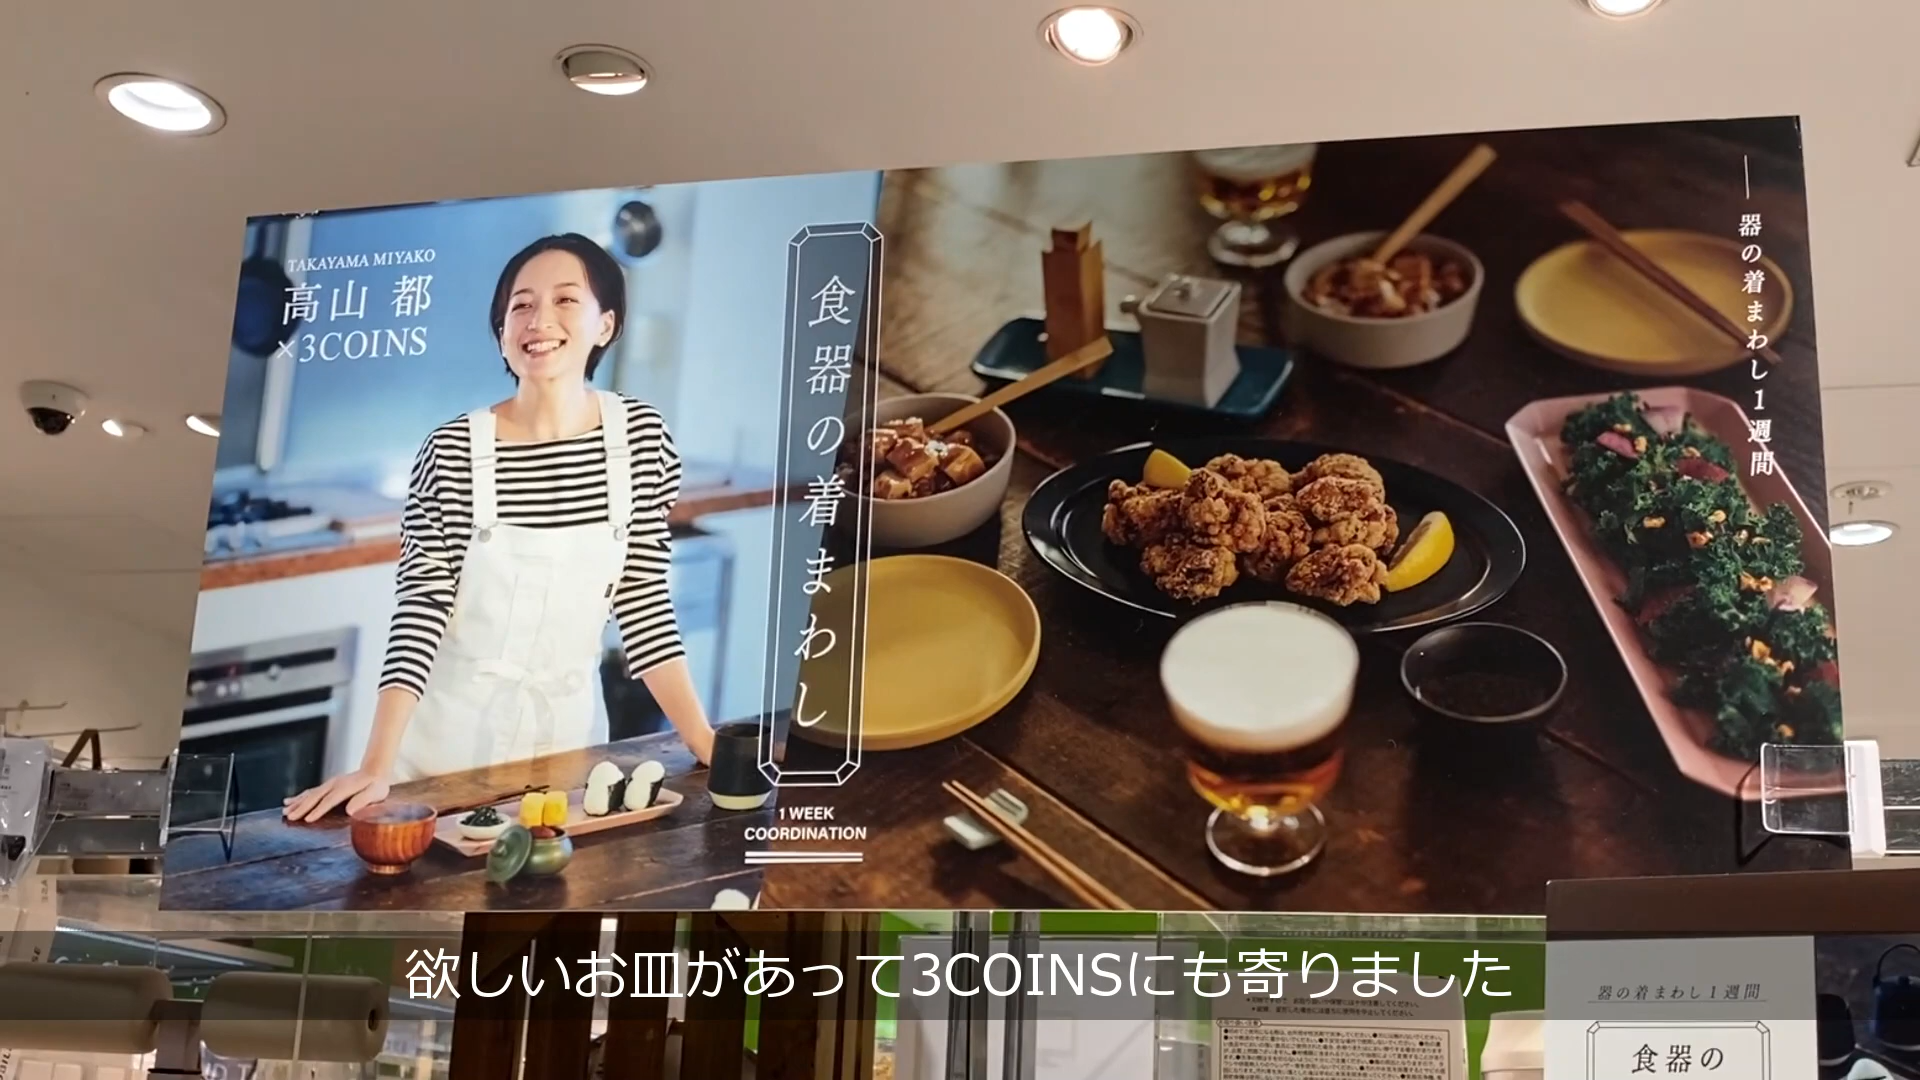 TAKAYAMA MIYAKO
高山 都
×3COINS
食器の着まわし
1 WEEK
COORDINATION
器の着まわし1週間
欲しいお皿があって3COINSにも寄りました
器の着まわし1週間
食器の